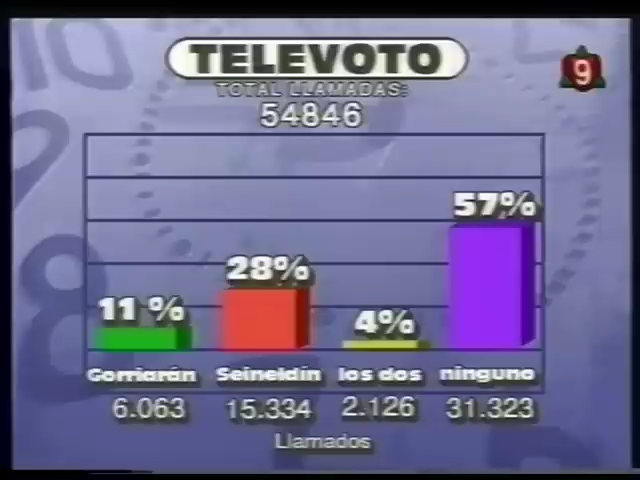 TELEVOTO
TOTAL LLAMADAS:
54846
9
57%
28%
11 %
4%
Gorriarán Seineldín los dos ninguno
6.063 15.334 2.126 31.323
Llamados